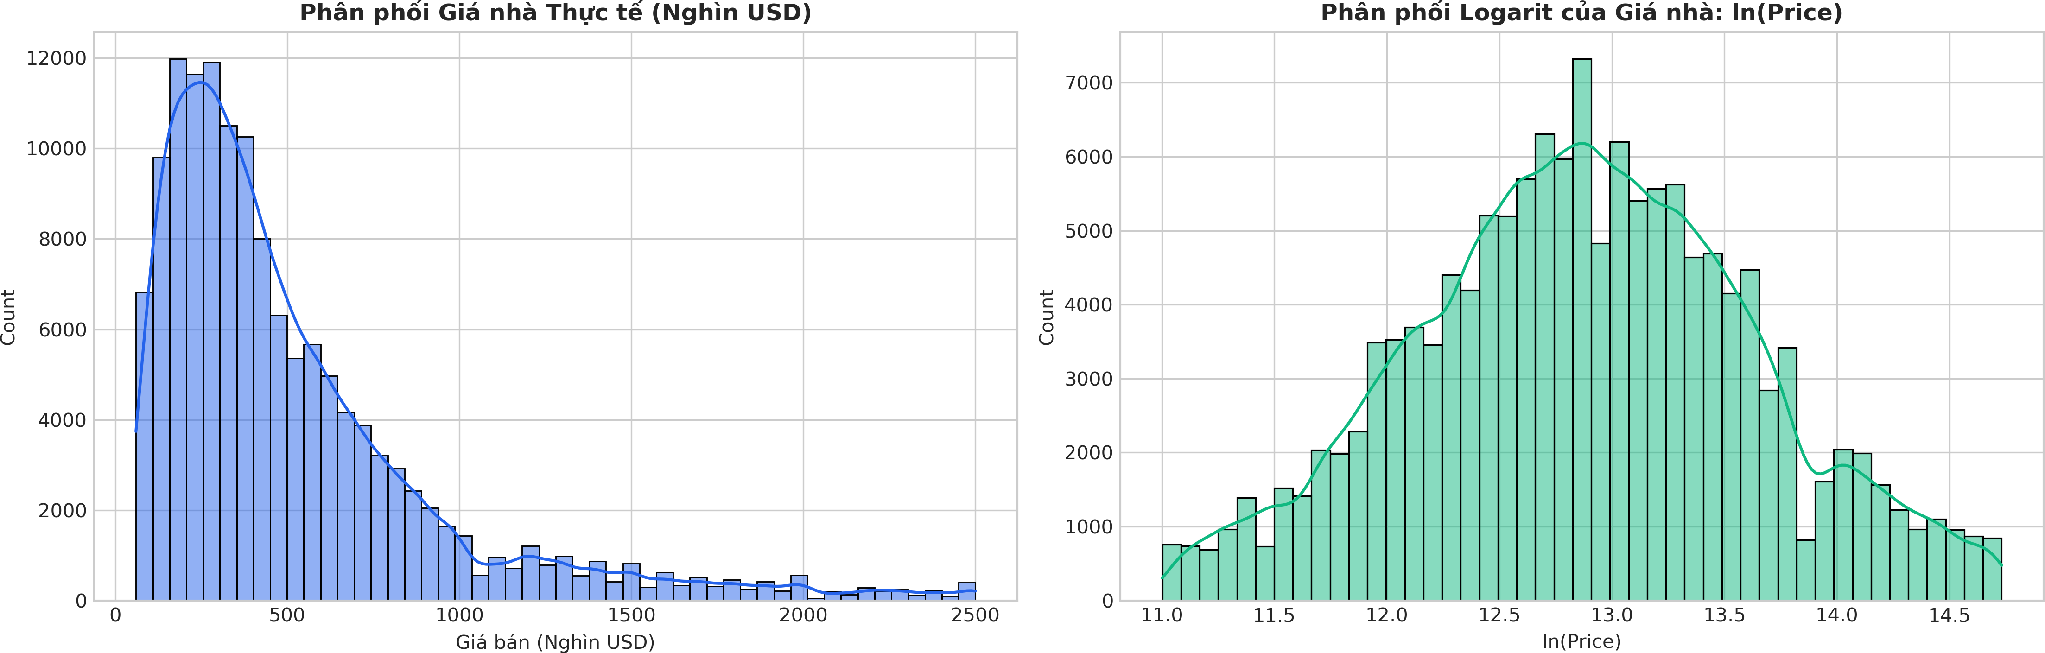 Phân phối Giá nhà Thực tế (Nghìn USD)
12000
10000
8000
6000
4000
2000
0
Count
0 500 1000 1500 2000 2500
Giá bán (Nghìn USD)
Phân phối Logarit của Giá nhà: ln(Price)
7000
6000
5000
4000
3000
2000
1000
0
Count
11.0 11.5 12.0 12.5 13.0 13.5 14.0 14.5
ln(Price)